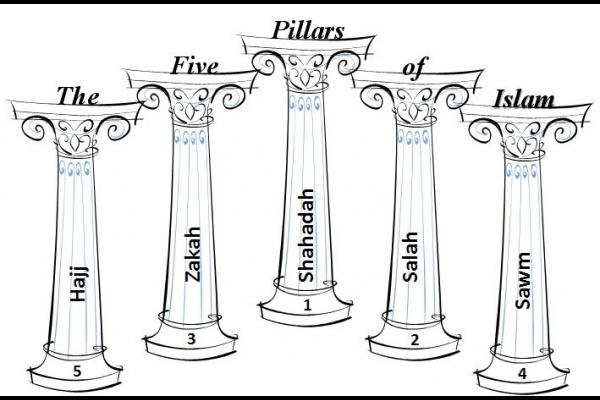 The Five Pillars of Islam
Hajj
Zakah
Shahadah
Salah
Sawm
5
3
1
2
4